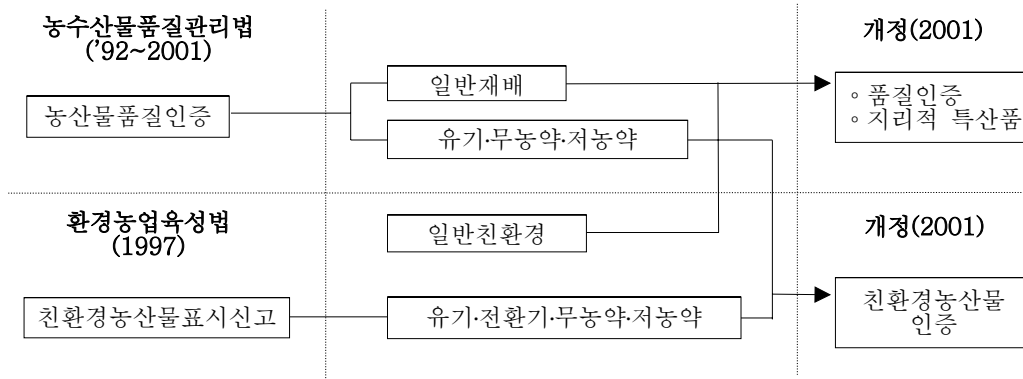 농수산물품질관리법
('92~2001)
개정(2001)
농산물품질인증
일반재배
유기·무농약·저농약
◦ 품질인증
◦ 지리적 특산품
환경농업육성법
(1997)
개정(2001)
일반친환경
친환경농산물표시신고
유기·전환기·무농약·저농약
친환경농산물
인증